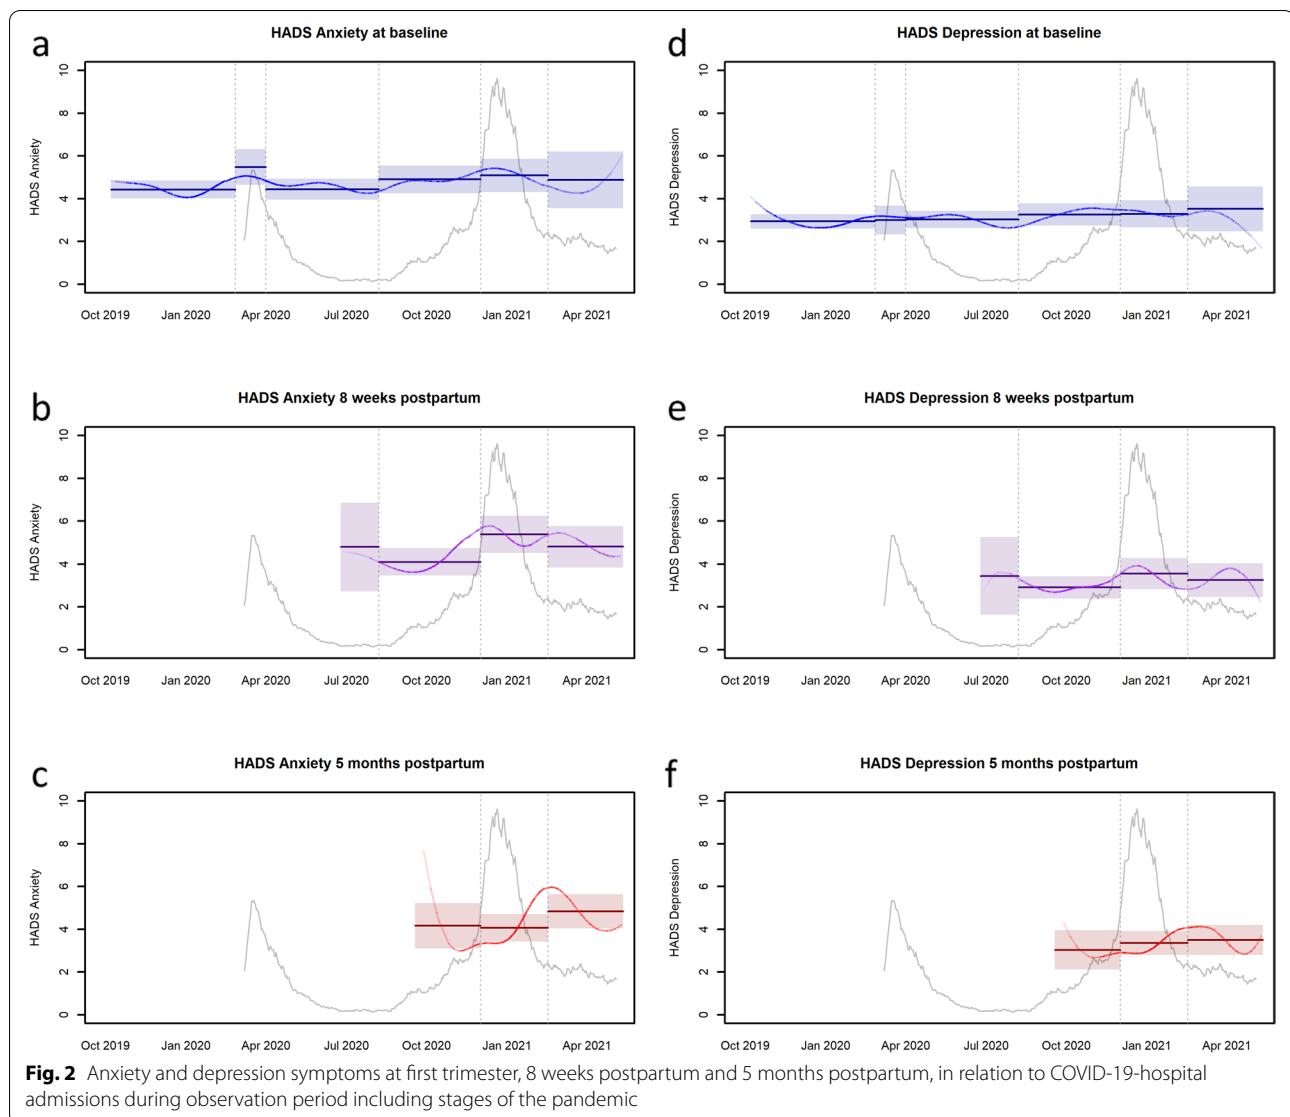 a
HADS Anxiety at baseline
HADS Anxiety
10
8
6
4
2
0
Oct 2019 Jan 2020 Apr 2020 Jul 2020 Oct 2020 Jan 2021 Apr 2021
d
HADS Depression at baseline
HADS Depression
10
8
6
4
2
0
Oct 2019 Jan 2020 Apr 2020 Jul 2020 Oct 2020 Jan 2021 Apr 2021
b
HADS Anxiety 8 weeks postpartum
HADS Anxiety
10
8
6
4
2
0
Oct 2019 Jan 2020 Apr 2020 Jul 2020 Oct 2020 Jan 2021 Apr 2021
e
HADS Depression 8 weeks postpartum
HADS Depression
10
8
6
4
2
0
Oct 2019 Jan 2020 Apr 2020 Jul 2020 Oct 2020 Jan 2021 Apr 2021
c
HADS Anxiety 5 months postpartum
HADS Anxiety
10
8
6
4
2
0
Oct 2019 Jan 2020 Apr 2020 Jul 2020 Oct 2020 Jan 2021 Apr 2021
f
HADS Depression 5 months postpartum
HADS Depression
10
8
6
4
2
0
Oct 2019 Jan 2020 Apr 2020 Jul 2020 Oct 2020 Jan 2021 Apr 2021
Fig. 2 Anxiety and depression symptoms at first trimester, 8 weeks postpartum and 5 months postpartum, in relation to COVID-19-hospital
admissions during observation period including stages of the pandemic